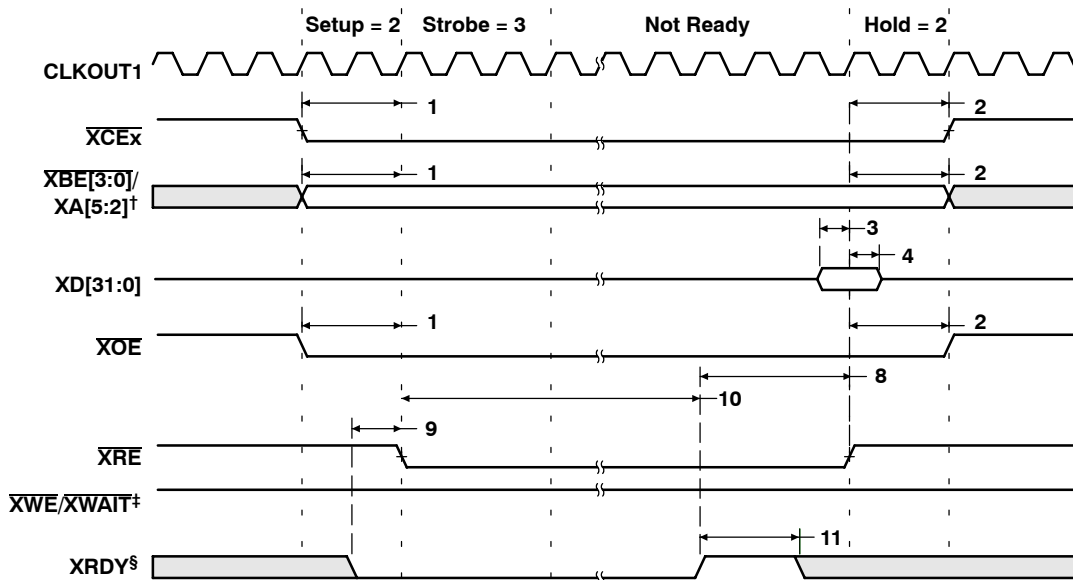 Setup = 2 Strobe = 3 Not Ready Hold = 2
CLKOUT1
1 2
XCEx
1 2
XBE[3:0]/
XA[5:2]†
3
4
XD[31:0]
1 2
XOE
8
10
9
XRE
XWE/XWAIT‡
11
XRDY§